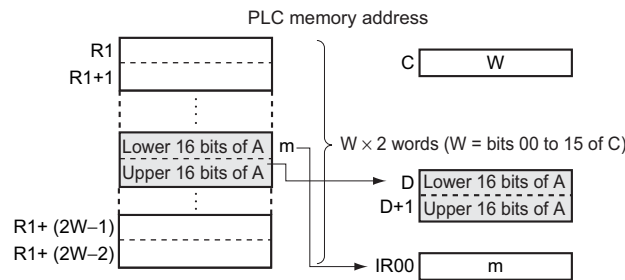 PLC memory address
R1
R1+1
C
W
Lower 16 bits of A
m
Upper 16 bits of A
W × 2 words (W = bits 00 to 15 of C)
D
Lower 16 bits of A
D+1
Upper 16 bits of A
R1+ (2W–1)
R1+ (2W–2)
IR00
m